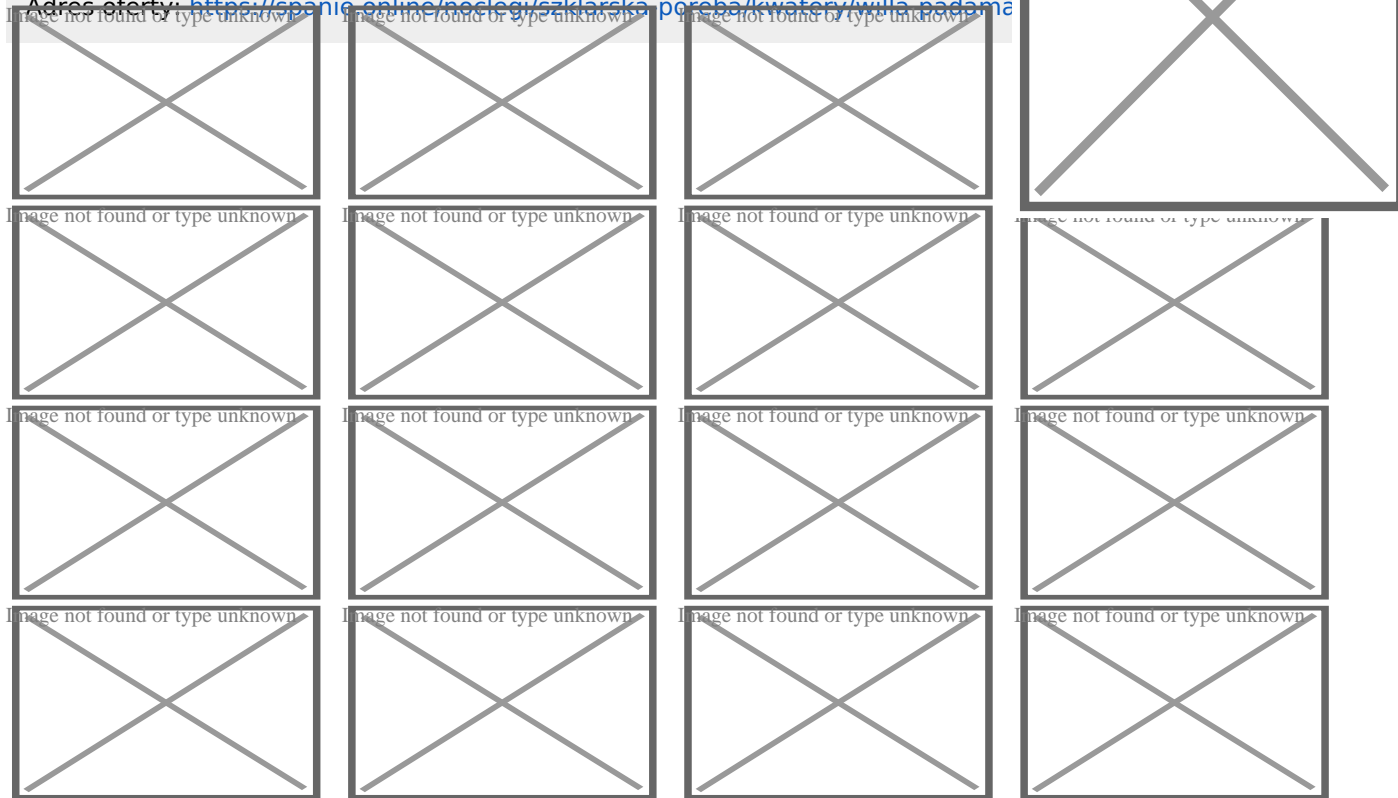 Adres oferty: https://spanie.online/noclegi/szklarska-poreba/kwatery/willa-padama
Image not found or type unknown Image not found or type unknown Image not found or type unknown
Image not found or type unknown Image not found or type unknown Image not found or type unknown Image not found or type unknown
Image not found or type unknown Image not found or type unknown Image not found or type unknown Image not found or type unknown
Image not found or type unknown Image not found or type unknown Image not found or type unknown Image not found or type unknown